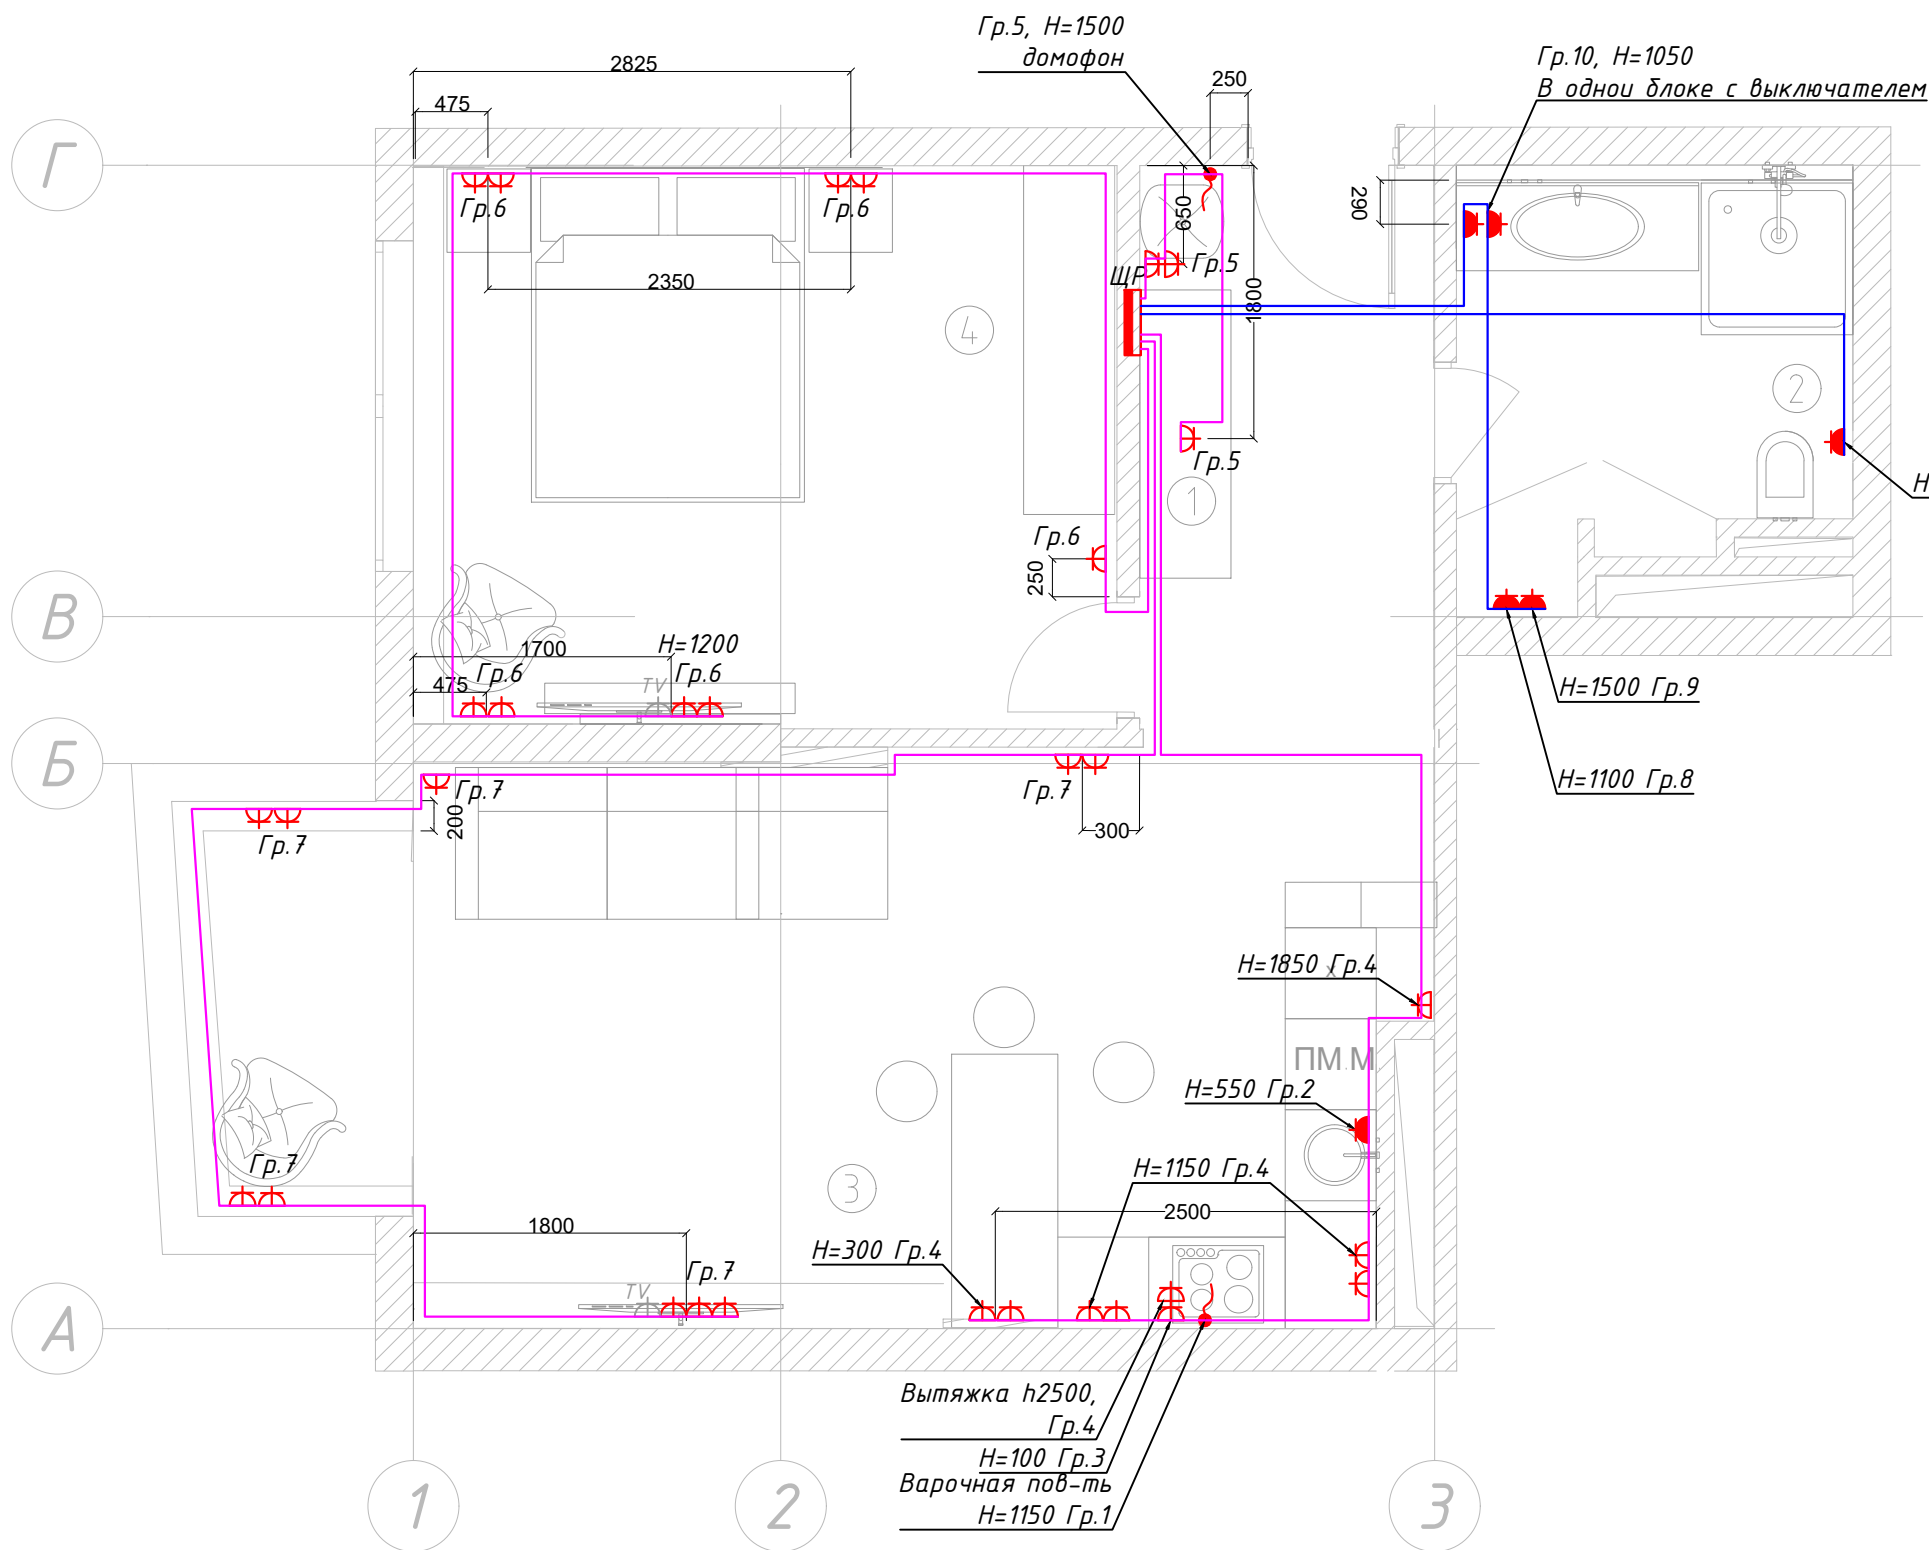 Гр.5, Н=1500
домофон
Гр.10, Н=1050
В однои блоке с выключателем
2825
475
250
Г
290
650
Гр.6
Гр.6
Гр.5
ЩР
2350
1800
4
2
Гр.5
Н
1
Гр.6
250
В
1700
Н=1200
475
Гр.6
Гр.6
TV
Н=1500 Гр.9
Б
Н=1100 Гр.8
Гр.7
Гр.7
200
300
Гр.7
Н=1850 Гр.4
х
ПМ.М.
Н=550 Гр.2
Гр.7
Н=1150 Гр.4
3
2500
1800
Н=300 Гр.4
Гр.7
TV
А
Вытяжка h2500,
Гр.4
Н=100 Гр.3
Варочная пов-ть
Н=1150 Гр.1
1
2
3